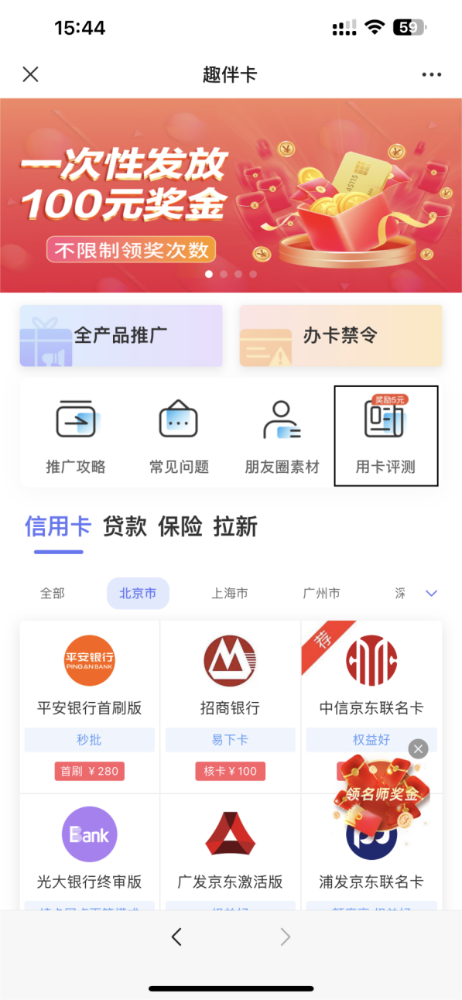 15:44
59
趣伴卡
一次性发放
100元奖金
不限制领奖次数
全产品推广
办卡禁令
奖励5元
推广攻略
常见问题
朋友圈素材
用卡评测
信用卡 贷款 保险 拉新
全部
北京市
上海市
广州市
深
平安银行
PINGAN BANK
荐
平安银行首刷版
招商银行
中信京东联名卡
秒批
易下卡
权益好
首刷 ￥280
核卡￥100
领名师奖金
Bank
光大银行终审版
广发京东激活版
浦发京东联名卡